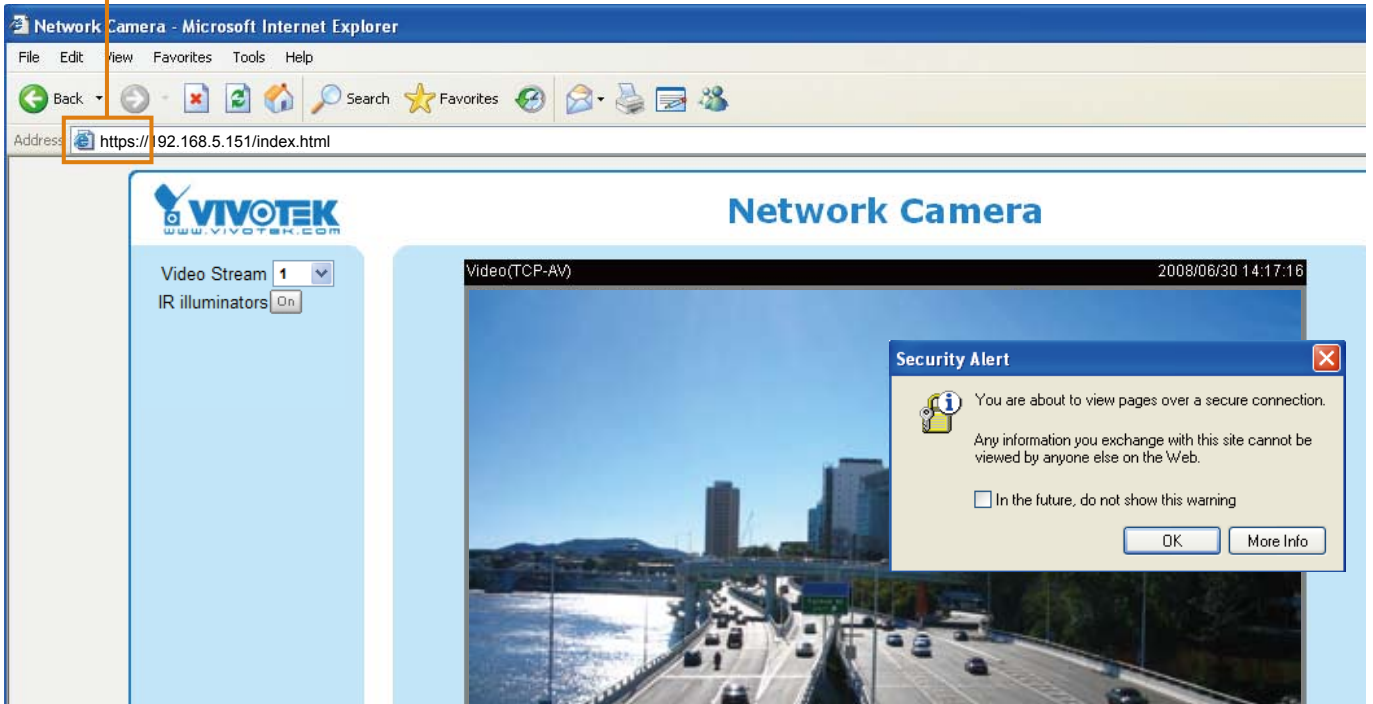 Network Camera - Microsoft Internet Explorer
File Edit View Favorites Tools Help
Back Search Favorites
Address https://192.168.5.151/index.html
VIVOTEK
www.vivotek.com
Network Camera
Video Stream 1
IR illuminators On
Video(TCP-AV) 2008/06/30 14:17:16
Security Alert
You are about to view pages over a secure connection.
Any information you exchange with this site cannot be
viewed by anyone else on the Web.
In the future, do not show this warning
OK More Info